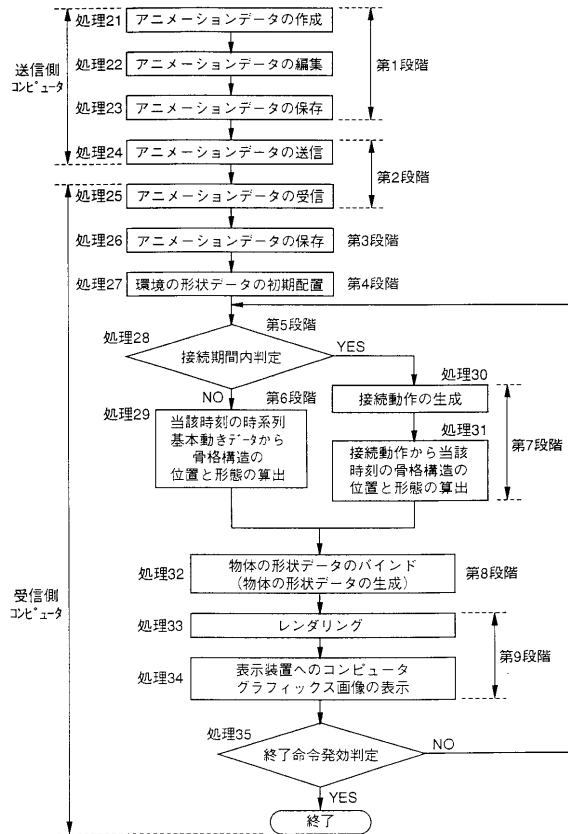 処理21
アニメーションデータの作成
送信側
コンピュータ
処理22
アニメーションデータの編集
第1段階
処理23
アニメーションデータの保存
処理24
アニメーションデータの送信
第2段階
処理25
アニメーションデータの受信
処理26
アニメーションデータの保存
第3段階
処理27
環境の形状データの初期配置
第4段階
第5段階
処理28
接続期間内判定
YES
NO
処理29
第6段階
当該時刻の時系列
基本動きデータから
骨格構造の
位置と形態の算出
処理30
接続動作の生成
処理31
接続動作から当該
時刻の骨格構造の
位置と形態の算出
第7段階
処理32
物体の形状データのバインド
(物体の形状データの生成)
第8段階
受信側
コンピュータ
処理33
レンダリング
第9段階
処理34
表示装置へのコンピュータ
グラフィックス画像の表示
処理35
終了命令発効判定
NO
YES
終了